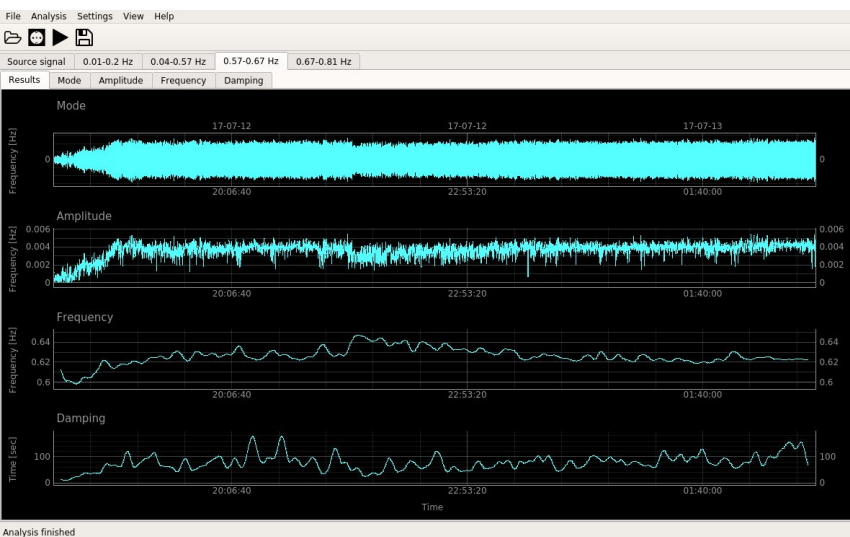 File Analysis Settings View Help
Source signal 0.01-0.2 Hz 0.04-0.57 Hz 0.57-0.67 Hz 0.67-0.81 Hz
Results Mode Amplitude Frequency Damping
Mode
17-07-12 17-07-12 17-07-13
Frequency [Hz]
0 0
20:06:40 22:53:20 01:40:00
Amplitude
Frequency [Hz]
0.006 0.006
0.004 0.004
0.002 0.002
0 0
20:06:40 22:53:20 01:40:00
Frequency
Frequency [Hz]
0.64 0.64
0.62 0.62
0.6 0.6
20:06:40 22:53:20 01:40:00
Damping
Time [sec]
100 100
0 0
20:06:40 22:53:20 01:40:00
Time
Analysis finished